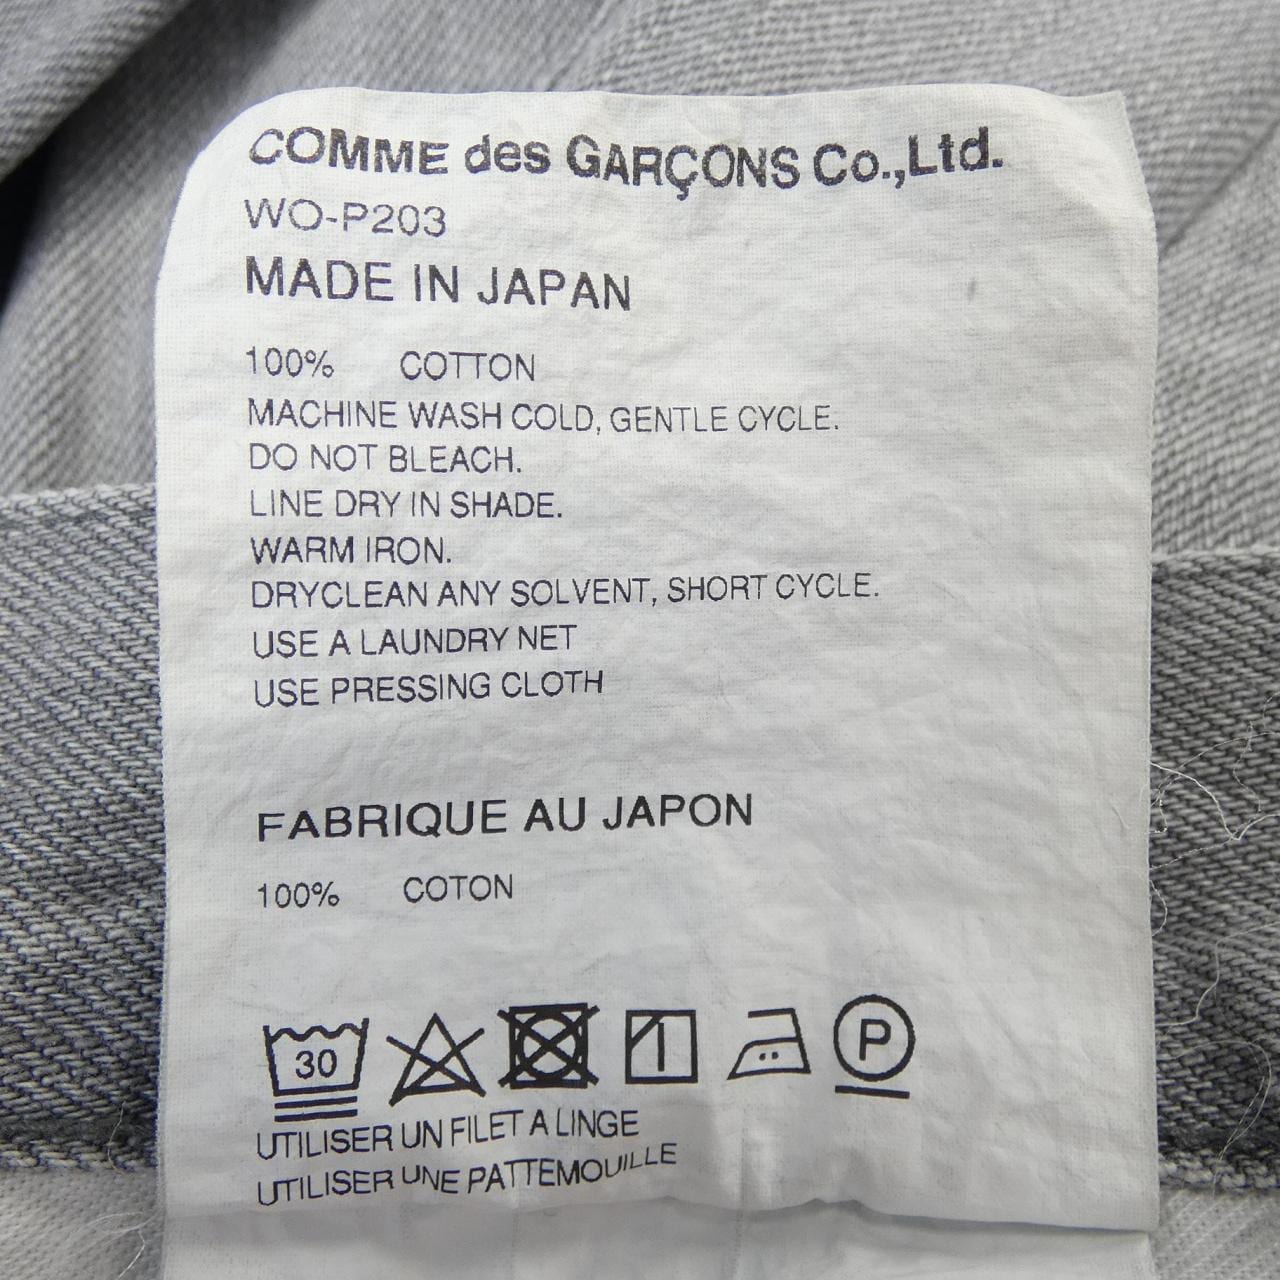 COMME des GARÇONS Co.,Ltd.
WO-P203
MADE IN JAPAN
100% COTTON
MACHINE WASH COLD, GENTLE CYCLE.
DO NOT BLEACH.
LINE DRY IN SHADE.
WARM IRON.
DRYCLEAN ANY SOLVENT, SHORT CYCLE.
USE A LAUNDRY NET
USE PRESSING CLOTH
FABRIQUE AU JAPON
100% COTON
30 P
UTILISER UN FILET A LINGE
UTILISER UNE PATTEMOUILLE